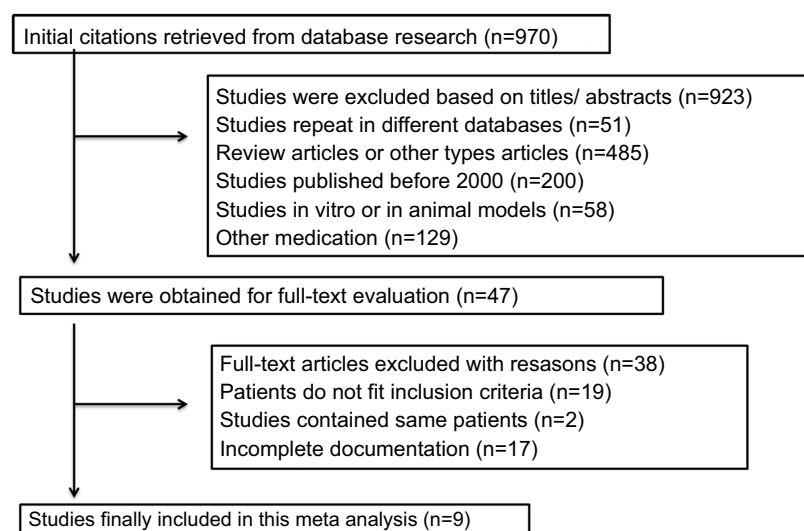 Initial citations retrieved from database research (n=970)
Studies were excluded based on titles/ abstracts (n=923)
Studies repeat in different databases (n=51)
Review articles or other types articles (n=485)
Studies published before 2000 (n=200)
Studies in vitro or in animal models (n=58)
Other medication (n=129)
Studies were obtained for full-text evaluation (n=47)
Full-text articles excluded with resasons (n=38)
Patients do not fit inclusion criteria (n=19)
Studies contained same patients (n=2)
Incomplete documentation (n=17)
Studies finally included in this meta analysis (n=9)